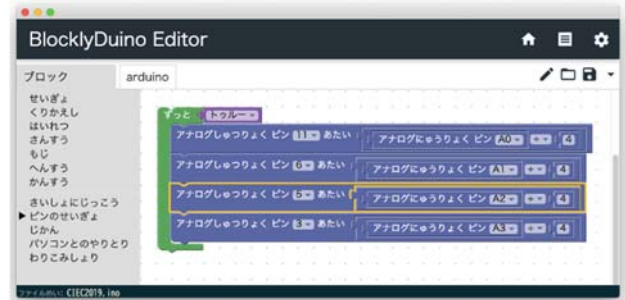 BlocklyDuino Editor
ブロック
arduino
せいぎょ
くりかえし
はいれつ
さんすう
もじ
へんすう
かんすう
さいしょにじっこう
ピンのせいぎょ
じかん
パソコンとのやりとり
わりこみしょり
ずっと トゥルー
アナログしゅつりょく ピン 11 あたい アナログにゅうりょく ピン A0 ÷ 4
アナログしゅつりょく ピン 6 あたい アナログにゅうりょく ピン A1 ÷ 4
アナログしゅつりょく ピン 5 あたい アナログにゅうりょく ピン A2 ÷ 4
アナログしゅつりょく ピン 3 あたい アナログにゅうりょく ピン A3 ÷ 4
ファイルめい: CIEC2019. ino